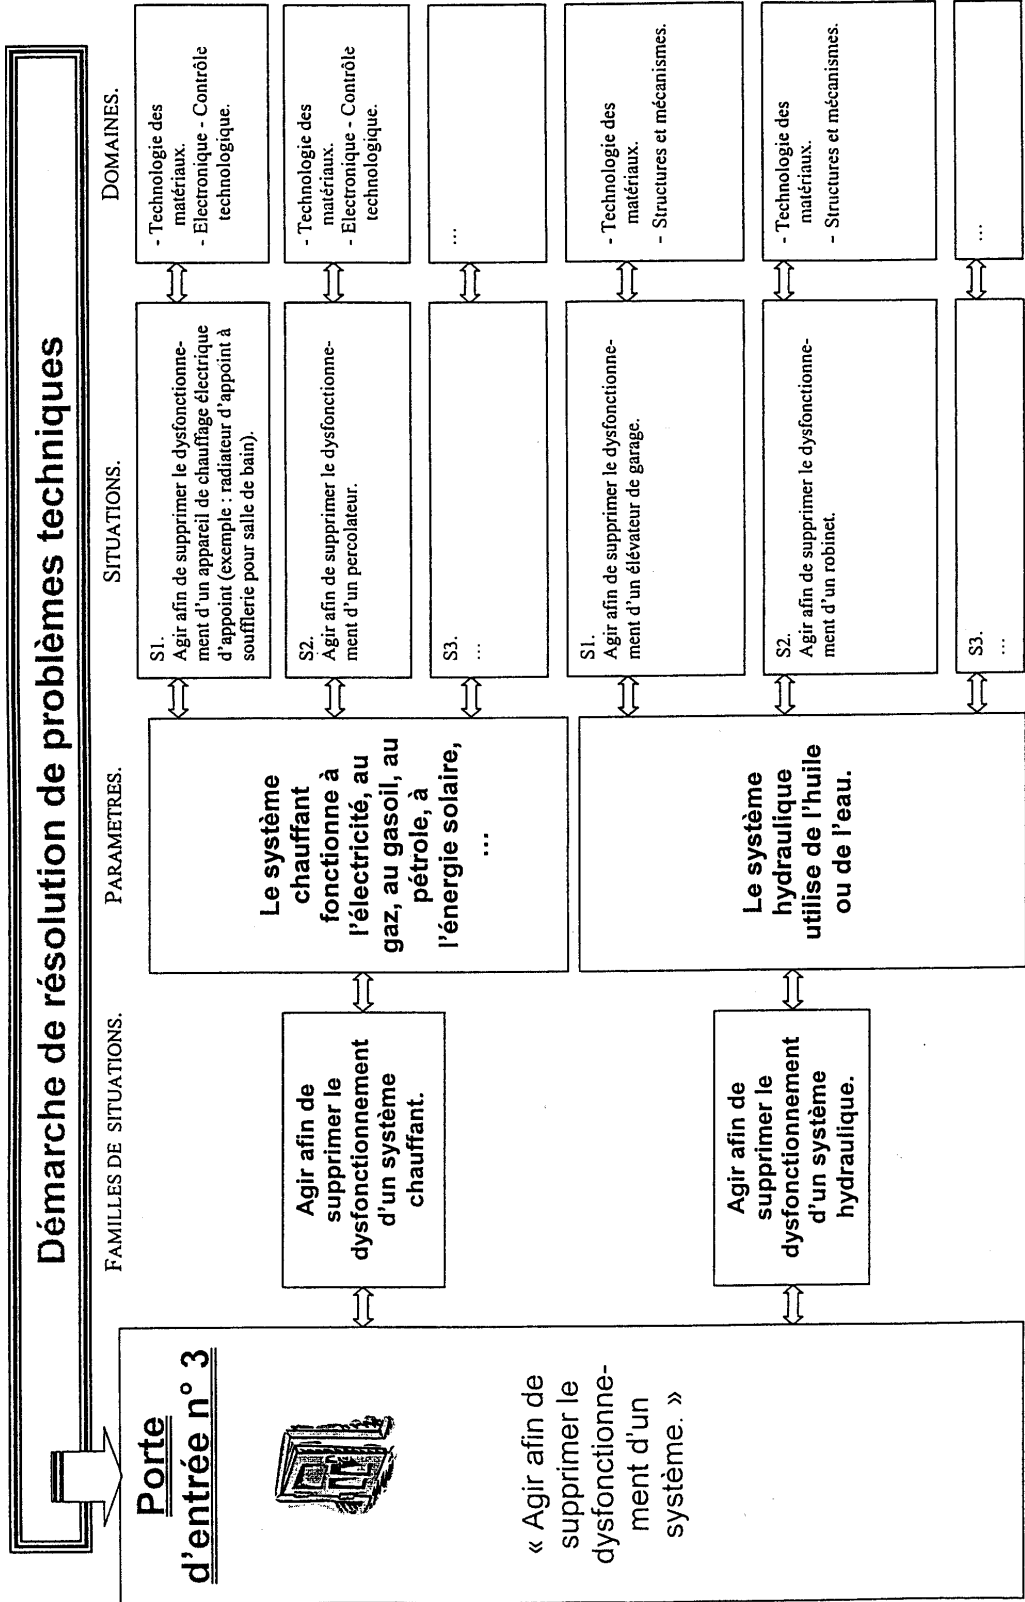 Démarche de résolution de problèmes techniques
FAMILLES DE SITUATIONS.
PARAMETRES.
SITUATIONS.
DOMAINES.
Porte
d'entrée n° 3
« Agir afin de
supprimer le
dysfonctionne-
ment d'un
système. »
Agir afin de
supprimer le
dysfonctionnement
d'un système
chauffant.
Le système
chauffant
fonctionne à
l'électricité, au
gaz, au gasoil, au
pétrole, à
l'énergie solaire,
...
S1.
Agir afin de supprimer le dysfonctionne-
ment d'un appareil de chauffage électrique
d'appoint (exemple : radiateur d'appoint à
soufflerie pour salle de bain).
- Technologie des
matériaux.
- Electronique - Contrôle
technologique.
S2.
Agir afin de supprimer le dysfonctionne-
ment d'un percolateur.
- Technologie des
matériaux.
- Electronique - Contrôle
technologique.
S3.
...
...
Agir afin de
supprimer le
dysfonctionnement
d'un système
hydraulique.
Le système
hydraulique
utilise de l'huile
ou de l'eau.
S1.
Agir afin de supprimer le dysfonctionne-
ment d'un élévateur de garage.
- Technologie des
matériaux.
- Structures et mécanismes.
S2.
Agir afin de supprimer le dysfonctionne-
ment d'un robinet.
- Technologie des
matériaux.
- Structures et mécanismes.
S3.
...
...